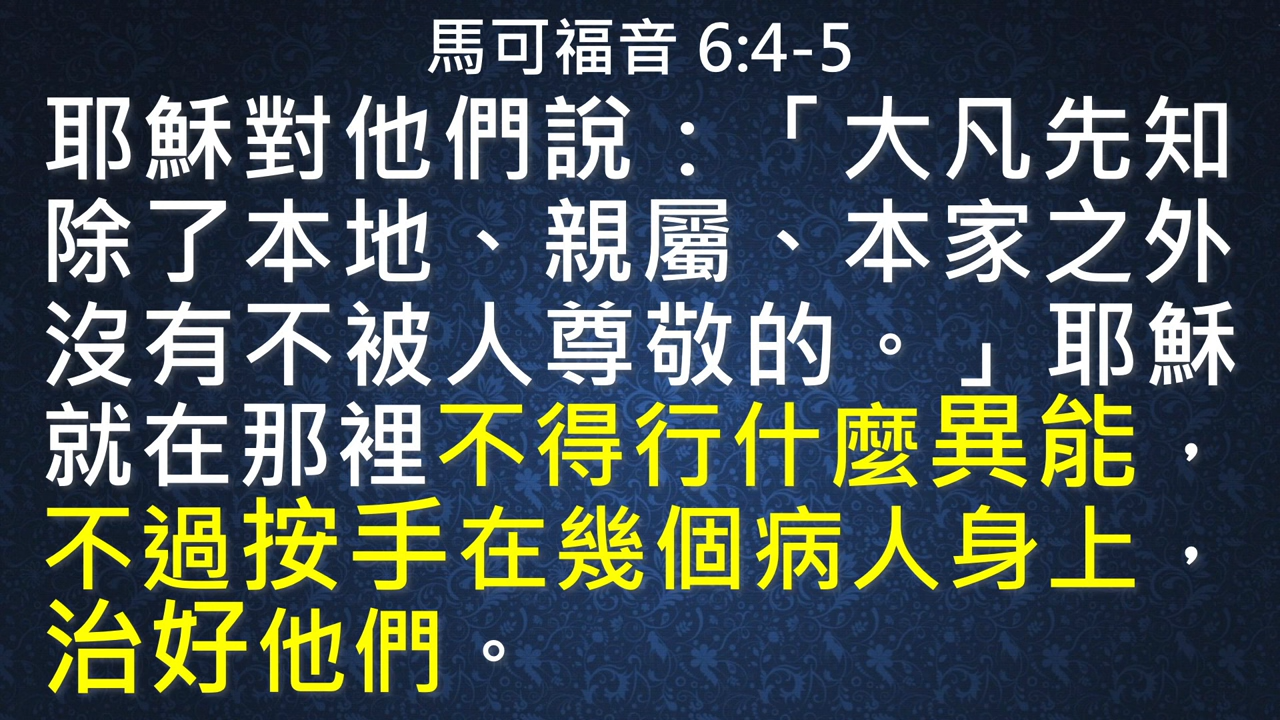 馬可福音 6:4-5
耶穌對他們說：「大凡先知
除了本地、親屬、本家之外
沒有不被人尊敬的。」耶穌
就在那裡不得行什麼異能，
不過按手在幾個病人身上，
治好他們。